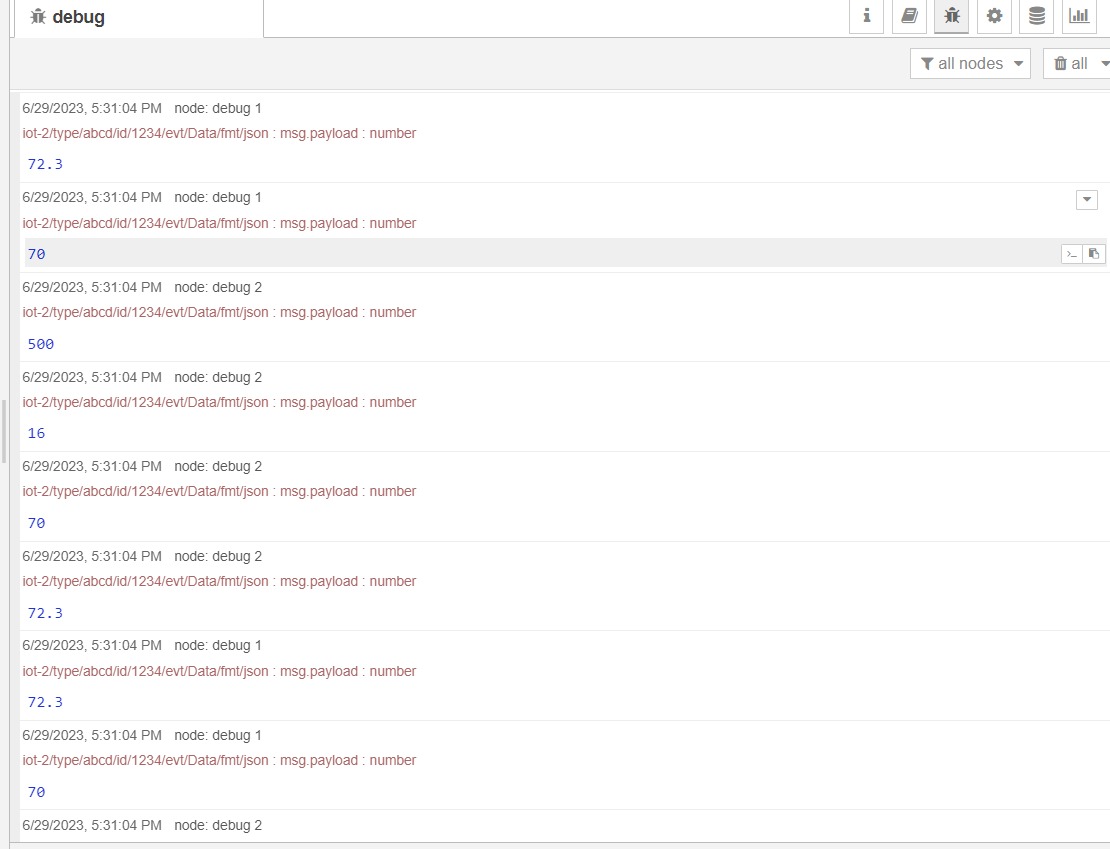 debug
all nodes
all
6/29/2023, 5:31:04 PM node: debug 1
iot-2/type/abcd/id/1234/evt/Data/fmt/json : msg.payload : number
72.3
6/29/2023, 5:31:04 PM node: debug 1
iot-2/type/abcd/id/1234/evt/Data/fmt/json : msg.payload : number
70
6/29/2023, 5:31:04 PM node: debug 2
iot-2/type/abcd/id/1234/evt/Data/fmt/json : msg.payload : number
500
6/29/2023, 5:31:04 PM node: debug 2
iot-2/type/abcd/id/1234/evt/Data/fmt/json : msg.payload : number
16
6/29/2023, 5:31:04 PM node: debug 2
iot-2/type/abcd/id/1234/evt/Data/fmt/json : msg.payload : number
70
6/29/2023, 5:31:04 PM node: debug 2
iot-2/type/abcd/id/1234/evt/Data/fmt/json : msg.payload : number
72.3
6/29/2023, 5:31:04 PM node: debug 1
iot-2/type/abcd/id/1234/evt/Data/fmt/json : msg.payload : number
72.3
6/29/2023, 5:31:04 PM node: debug 1
iot-2/type/abcd/id/1234/evt/Data/fmt/json : msg.payload : number
70
6/29/2023, 5:31:04 PM node: debug 2